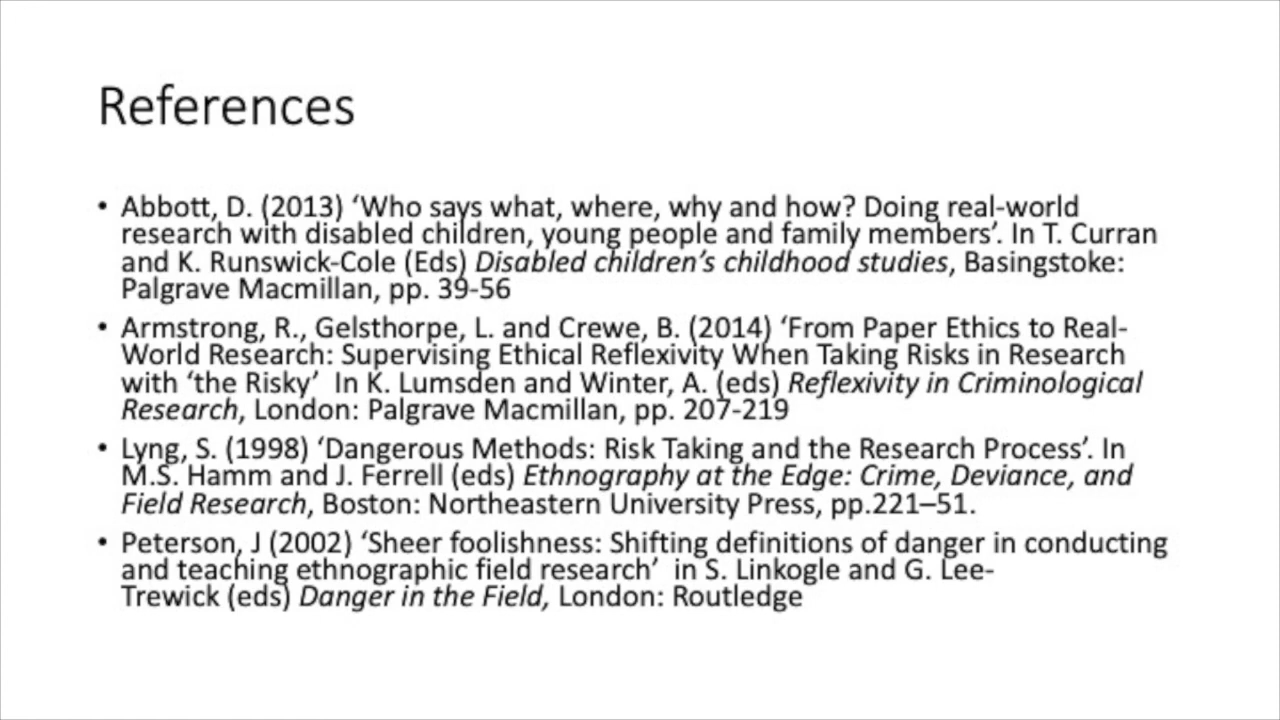 References
• Abbott, D. (2013) ‘Who says what, where, why and how? Doing real-world
research with disabled children, young people and family members’. In T. Curran
and K. Runswick-Cole (Eds) Disabled children’s childhood studies, Basingstoke:
Palgrave Macmillan, pp. 39-56
• Armstrong, R., Gelsthorpe, L. and Crewe, B. (2014) ‘From Paper Ethics to Real-
World Research: Supervising Ethical Reflexivity When Taking Risks in Research
with ‘the Risky’  In K. Lumsden and Winter, A. (eds) Reflexivity in Criminological
Research, London: Palgrave Macmillan, pp. 207-219
• Lyng, S. (1998) ‘Dangerous Methods: Risk Taking and the Research Process’. In
M.S. Hamm and J. Ferrell (eds) Ethnography at the Edge: Crime, Deviance, and
Field Research, Boston: Northeastern University Press, pp.221–51.
• Peterson, J (2002) ‘Sheer foolishness: Shifting definitions of danger in conducting
and teaching ethnographic field research’  in S. Linkogle and G. Lee-
Trewick (eds) Danger in the Field, London: Routledge